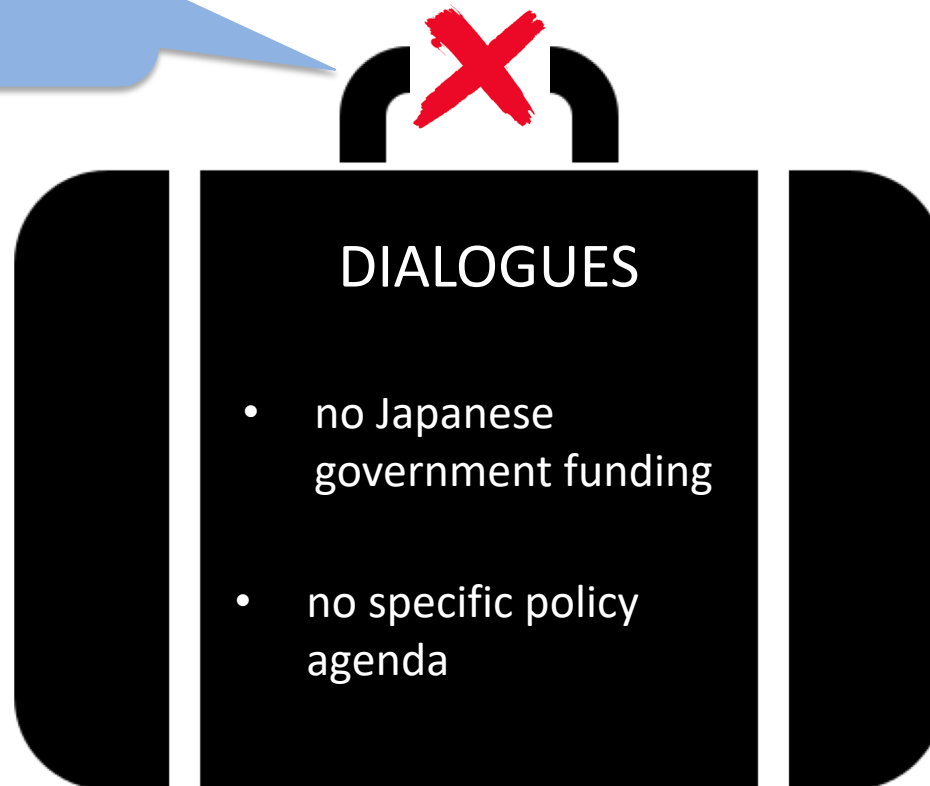 DIALOGUES
• no Japanese
government funding
• no specific policy
agenda